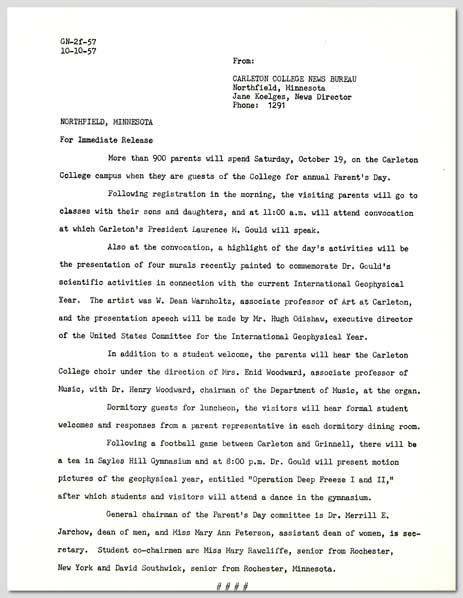 GN-2f-57
10-10-57
From:
CARLETON COLLEGE NEWS BUREAU
Northfield, Minnesota
Jane Koelges, News Director
Phone: 1291
NORTHFIELD, MINNESOTA
For Immediate Release
More than 900 parents will spend Saturday, October 19, on the Carleton
College campus when they are guests of the College for annual Parent's Day.
Following registration in the morning, the visiting parents will go to
classes with their sons and daughters, and at 11:00 a.m. will attend convocation
at which Carleton's President Laurence M. Gould will speak.
Also at the convocation, a highlight of the day's activities will be
the presentation of four murals recently painted to commemorate Dr. Gould's
scientific activities in connection with the current International Geophysical
Year. The artist was W. Dean Warnholtz, associate professor of Art at Carleton,
and the presentation speech will be made by Mr. Hugh Odishaw, executive director
of the United States Committee for the International Geophysical Year.
In addition to a student welcome, the parents will hear the Carleton
College choir under the direction of Mrs. Enid Woodward, associate professor of
Music, with Dr. Henry Woodward, chairman of the Department of Music, at the organ.
Dormitory guests for luncheon, the visitors will hear formal student
welcomes and responses from a parent representative in each dormitory dining room.
Following a football game between Carleton and Grinnell, there will be
a tea in Sayles Hill Gymnasium and at 8:00 p.m. Dr. Gould will present motion
pictures of the geophysical year, entitled "Operation Deep Freeze I and II,"
after which students and visitors will attend a dance in the gymnasium.
General chairman of the Parent's Day committee is Dr. Merrill E.
Jarchow, dean of men, and Miss Mary Ann Peterson, assistant dean of women, is sec-
retary. Student co-chairmen are Miss Mary Rawcliffe, senior from Rochester,
New York and David Southwick, senior from Rochester, Minnesota.
# # # #